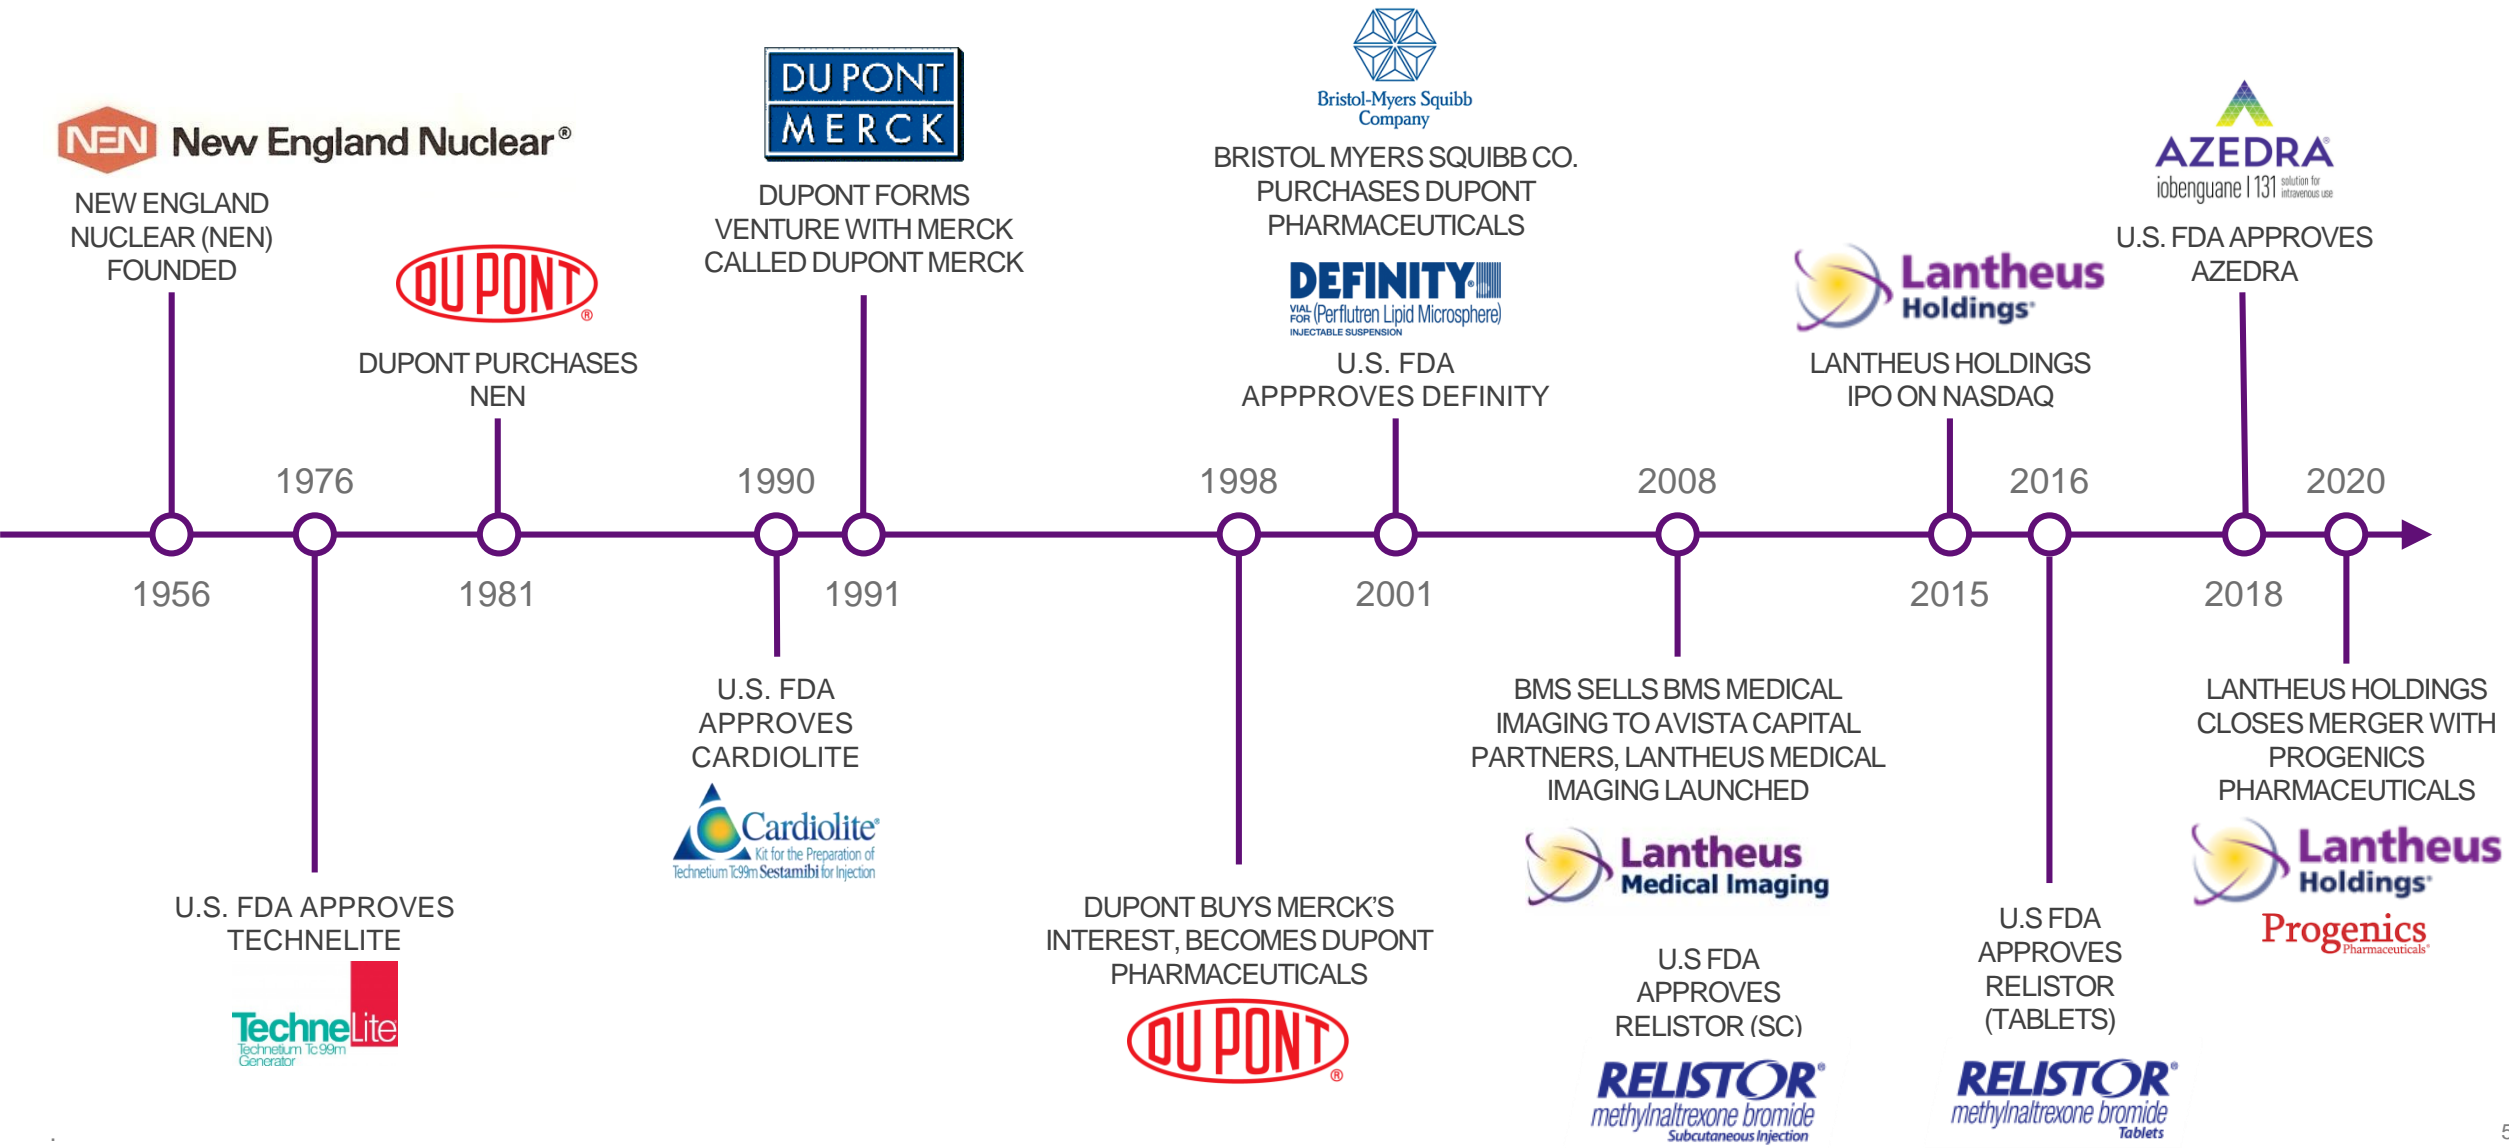 NEN New England Nuclear®
NEW ENGLAND
NUCLEAR (NEN)
FOUNDED
1956
1976
U.S. FDA APPROVES
TECHNELITE
TechneLite
Technetium Tc99m
Generator
DUPONT
®
DUPONT PURCHASES
NEN
1981
1990
U.S. FDA
APPROVES
CARDIOLITE
Cardiolite®
Kit for the Preparation of
Technetium Tc99m Sestamibi for Injection
DU PONT
MERCK
DUPONT FORMS
VENTURE WITH MERCK
CALLED DUPONT MERCK
1991
1998
DUPONT BUYS MERCK'S
INTEREST, BECOMES DUPONT
PHARMACEUTICALS
DUPONT
®
Bristol-Myers Squibb
Company
BRISTOL MYERS SQUIBB CO.
PURCHASES DUPONT
PHARMACEUTICALS
DEFINITY®
VIAL FOR (Perflutren Lipid Microsphere)
INJECTABLE SUSPENSION
U.S. FDA
APPPROVES DEFINITY
2001
2008
BMS SELLS BMS MEDICAL
IMAGING TO AVISTA CAPITAL
PARTNERS, LANTHEUS MEDICAL
IMAGING LAUNCHED
Lantheus
Medical Imaging
U.S FDA
APPROVES
RELISTOR (SC)
RELISTOR®
methylnaltrexone bromide
Subcutaneous Injection
Lantheus
Holdings®
LANTHEUS HOLDINGS
IPO ON NASDAQ
2015
2016
U.S FDA
APPROVES
RELISTOR
(TABLETS)
RELISTOR®
methylnaltrexone bromide
Tablets
AZEDRA®
iobenguane I 131 solution for intravenous use
U.S. FDA APPROVES
AZEDRA
2018
2020
LANTHEUS HOLDINGS
CLOSES MERGER WITH
PROGENICS
PHARMACEUTICALS
Lantheus
Holdings®
Progenics
Pharmaceuticals®
.
5